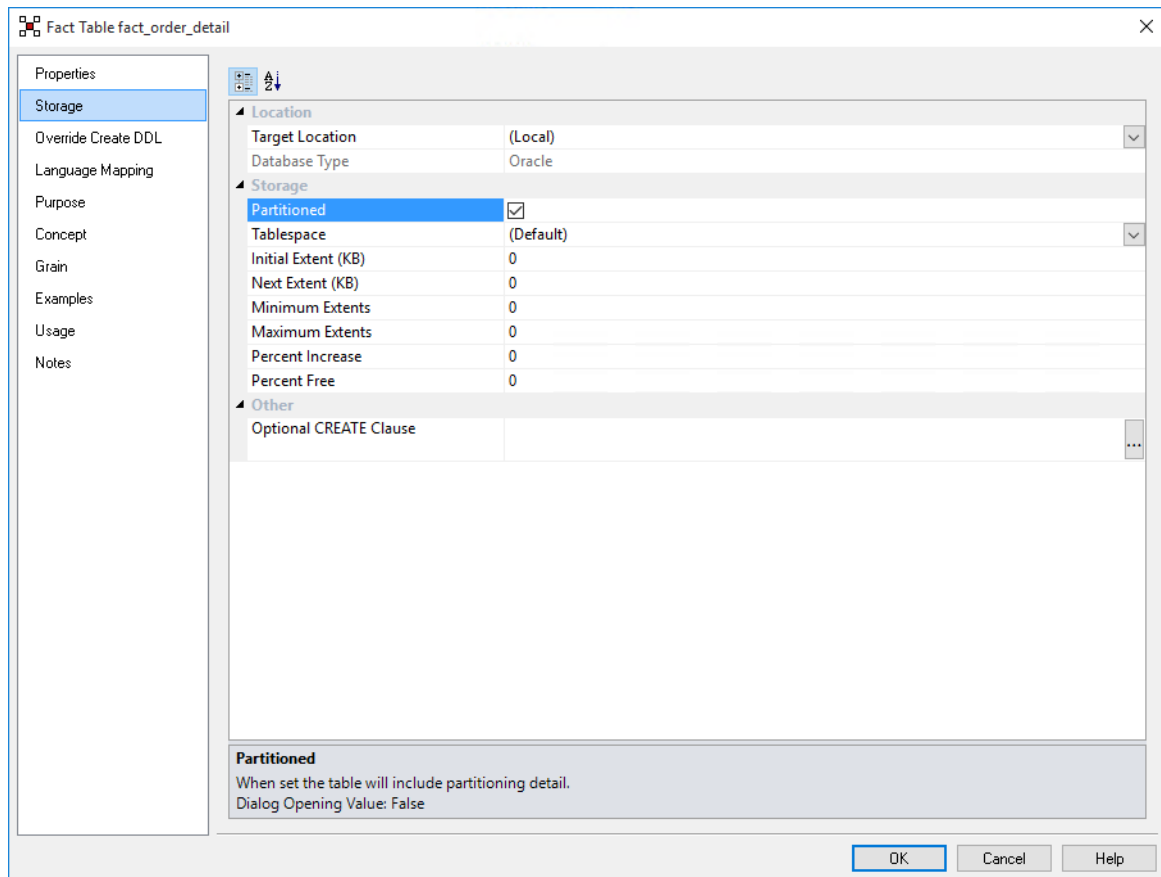 Fact Table fact_order_detail
Properties
Storage
Override Create DDL
Language Mapping
Purpose
Concept
Grain
Examples
Usage
Notes
Location
Target Location (Local)
Database Type Oracle
Storage
Partitioned
Tablespace (Default)
Initial Extent (KB) 0
Next Extent (KB) 0
Minimum Extents 0
Maximum Extents 0
Percent Increase 0
Percent Free 0
Other
Optional CREATE Clause
...
Partitioned
When set the table will include partitioning detail.
Dialog Opening Value: False
OK Cancel Help